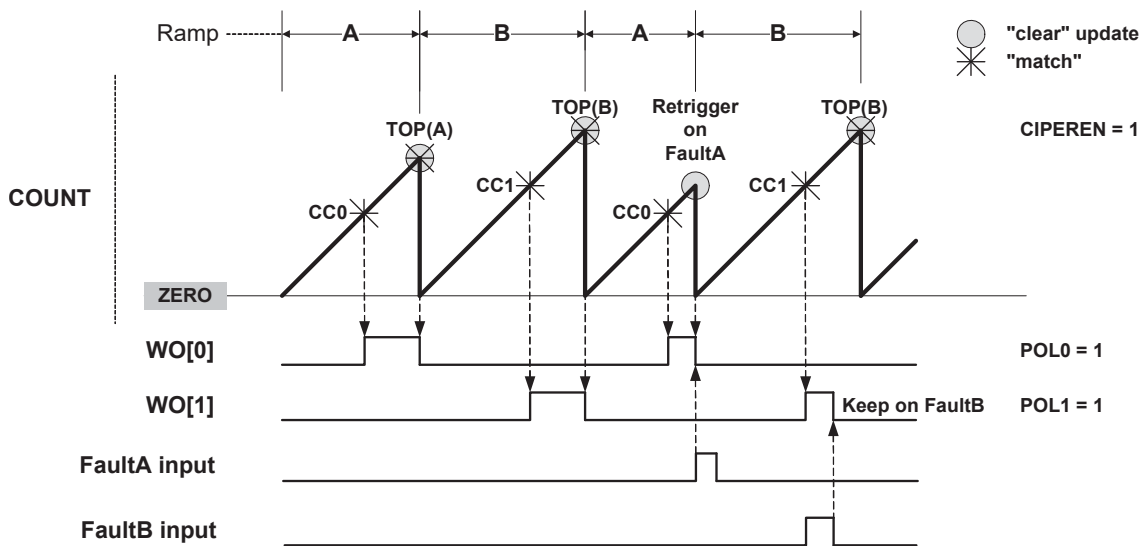 Ramp A B A B
"clear" update
"match"
TOP(A)
TOP(B)
Retrigger
on
FaultA
TOP(B)
CIPEREN = 1
COUNT
CC0
CC1
CC0
CC1
ZERO
WO[0]
POL0 = 1
WO[1]
Keep on FaultB
POL1 = 1
FaultA input
FaultB input